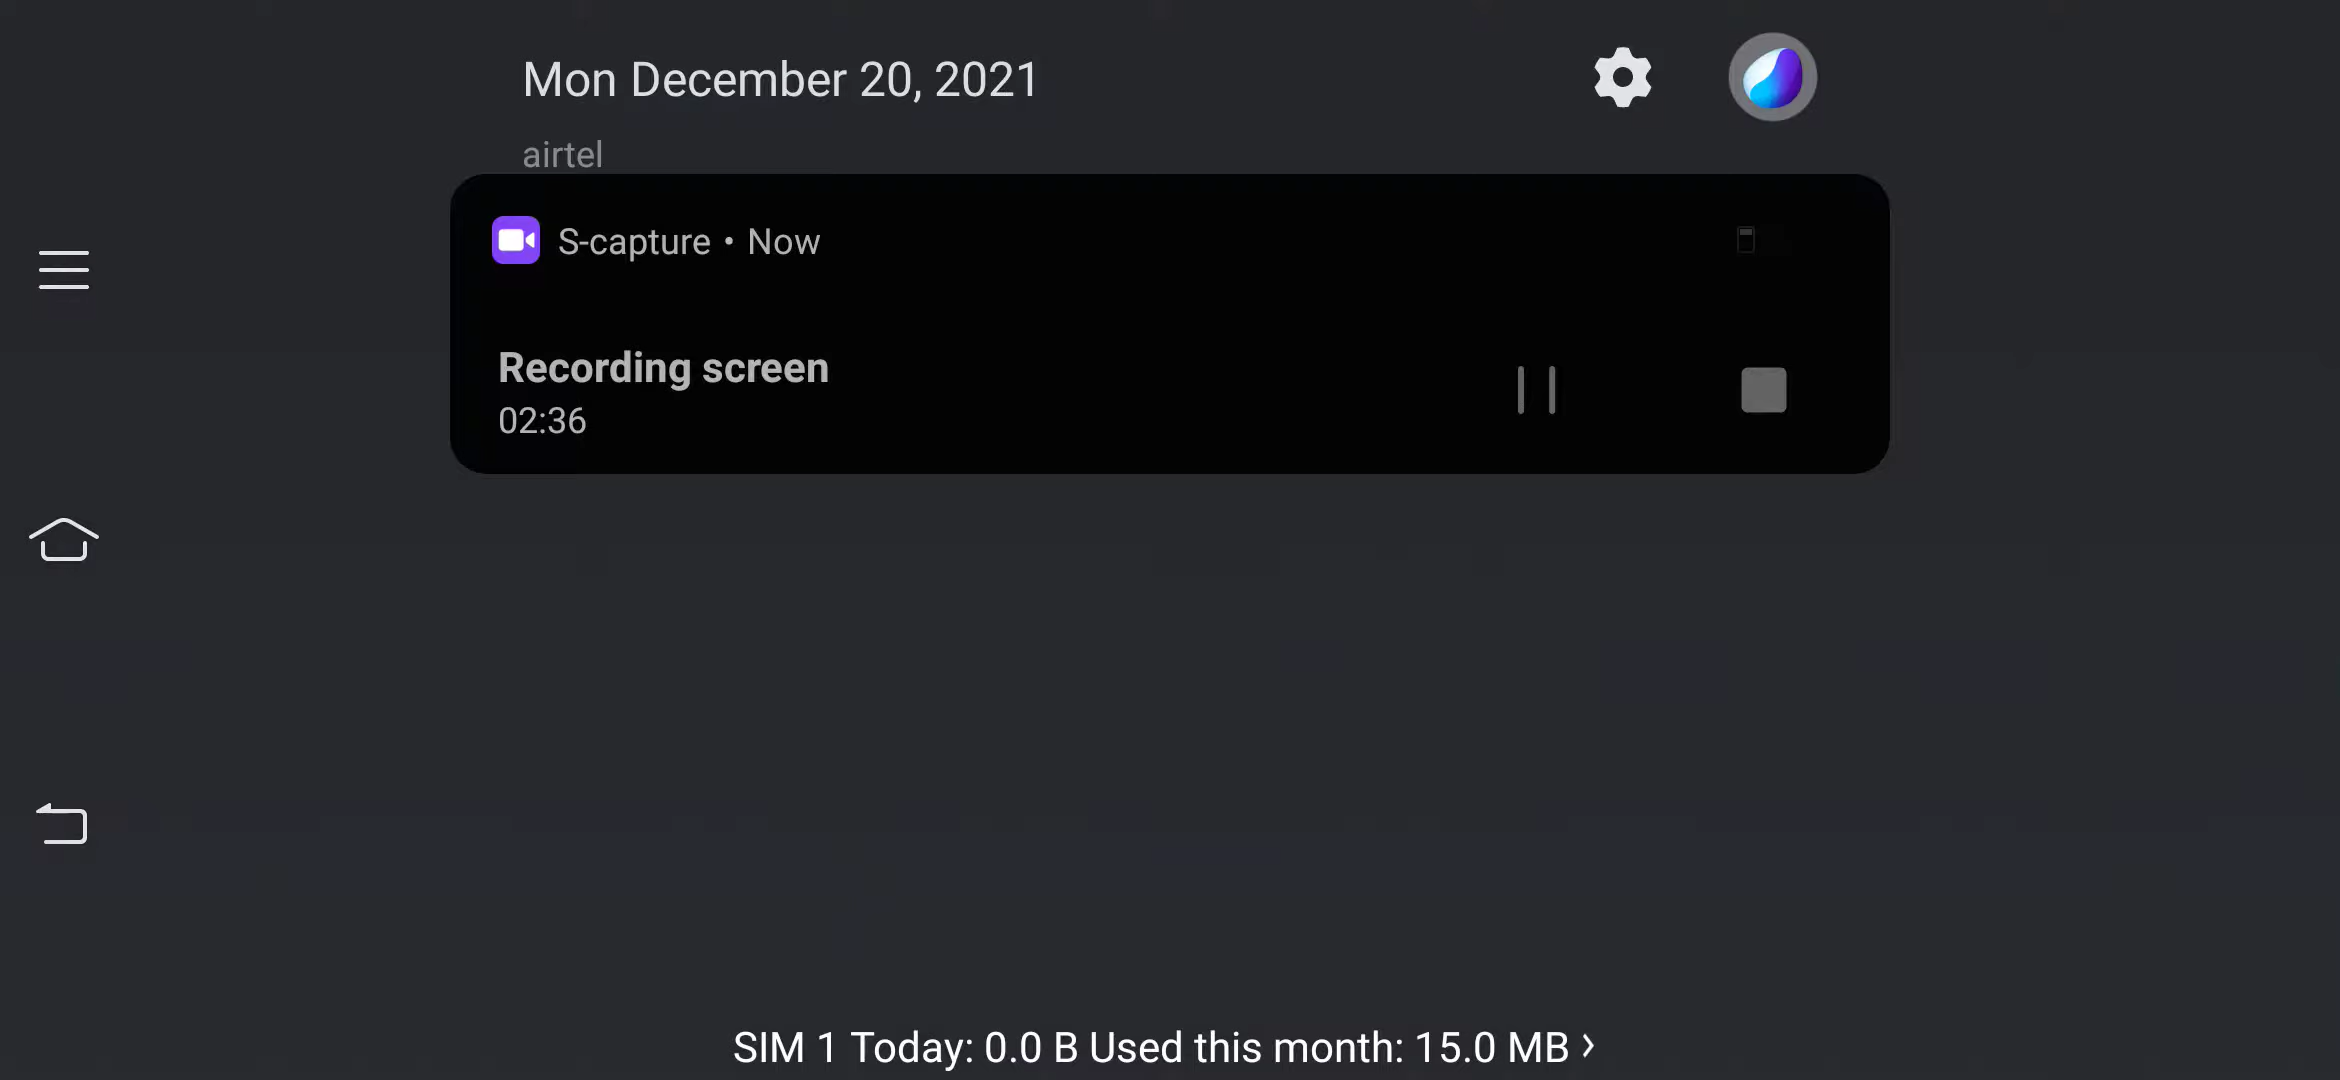 Mon December 20, 2021
airtel
S-capture • Now
Recording screen
02:36
SIM 1 Today: 0.0 B Used this month: 15.0 MB ›